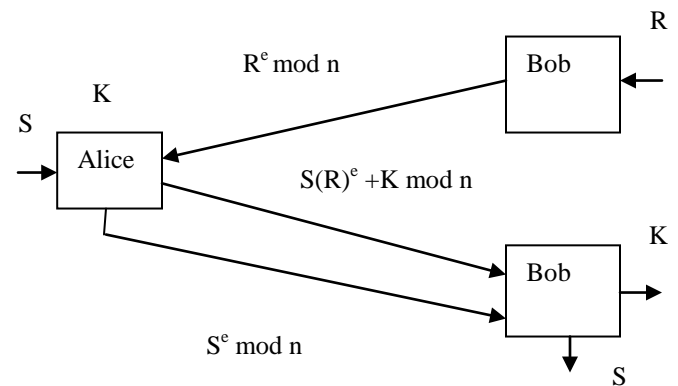 R
R^e mod n
Bob
K
S
Alice
S(R)^e +K mod n
K
Bob
S^e mod n
S